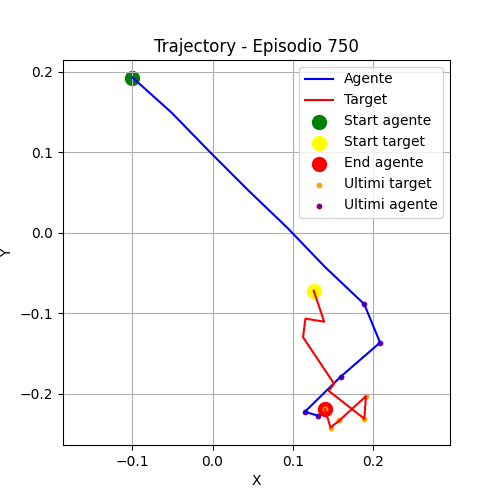 Trajectory - Episodio 750
0.2
0.1
0.0
−0.1
−0.2
Y
−0.1
0.0
0.1
0.2
X
Agente
Target
Start agente
Start target
End agente
Ultimi target
Ultimi agente